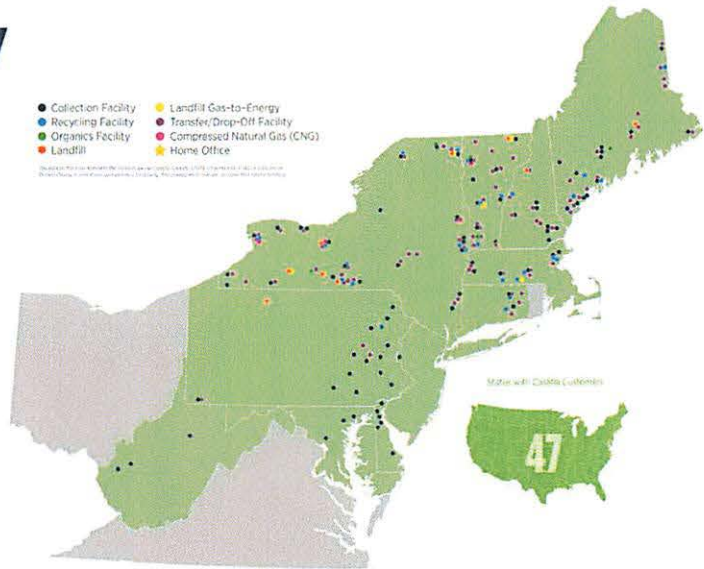 Collection Facility
Recycling Facility
Organics Facility
Landfill
Landfill Gas-to-Energy
Transfer/Drop-Off Facility
Compressed Natural Gas (CNG)
Home Office
with Casella Customers
47